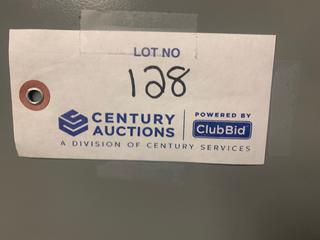 LOT NO
128
CENTURY
AUCTIONS
POWERED BY
ClubBid
A DIVISION OF CENTURY SERVICES